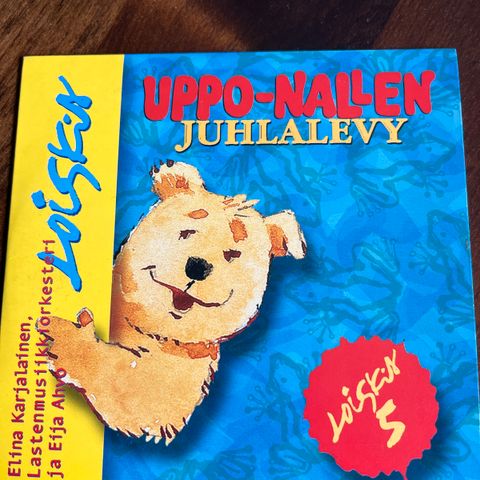 UPPO-NALLEN
JUHLALEVY
Loiskis
Elina Karjalainen,
Lastenmusiikkiorkesteri
ja Eija Ahvo
Loiskis
5